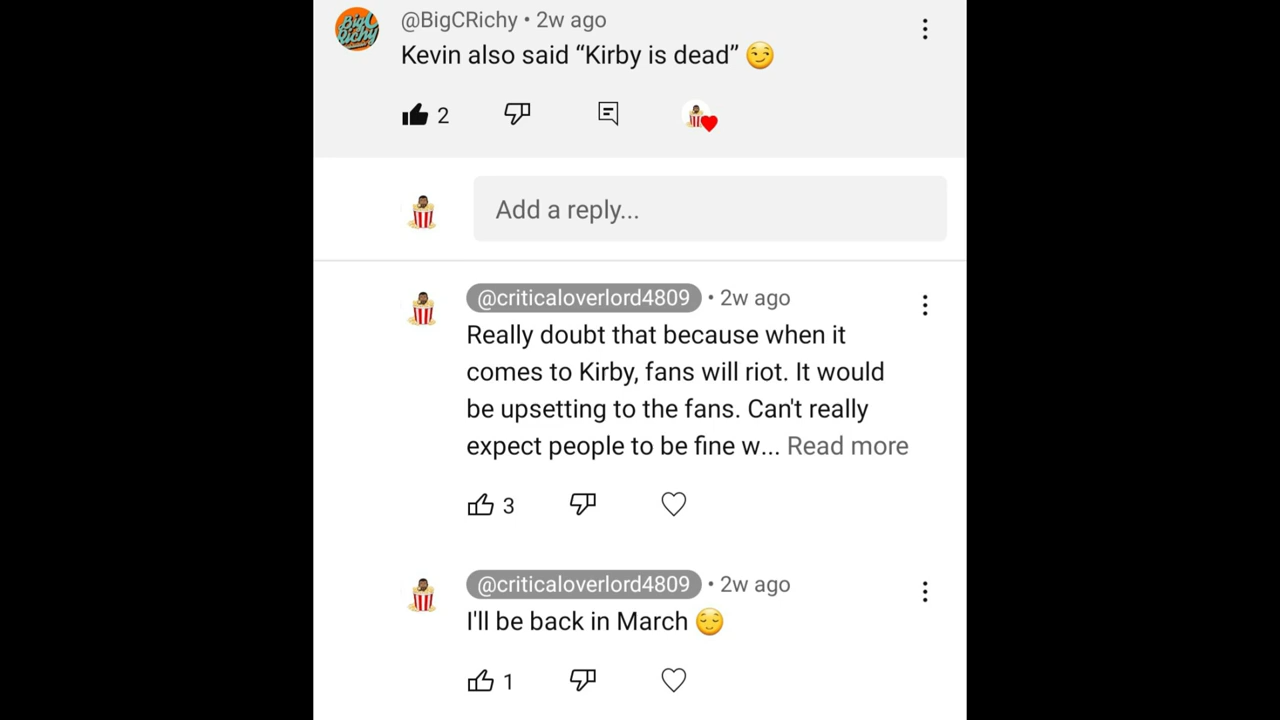 @BigCRichy • 2w ago
Kevin also said “Kirby is dead” 😏
2
Add a reply...
@criticaloverlord4809 • 2w ago
Really doubt that because when it
comes to Kirby, fans will riot. It would
be upsetting to the fans. Can't really
expect people to be fine w... Read more
3
@criticaloverlord4809 • 2w ago
I'll be back in March 😌
1